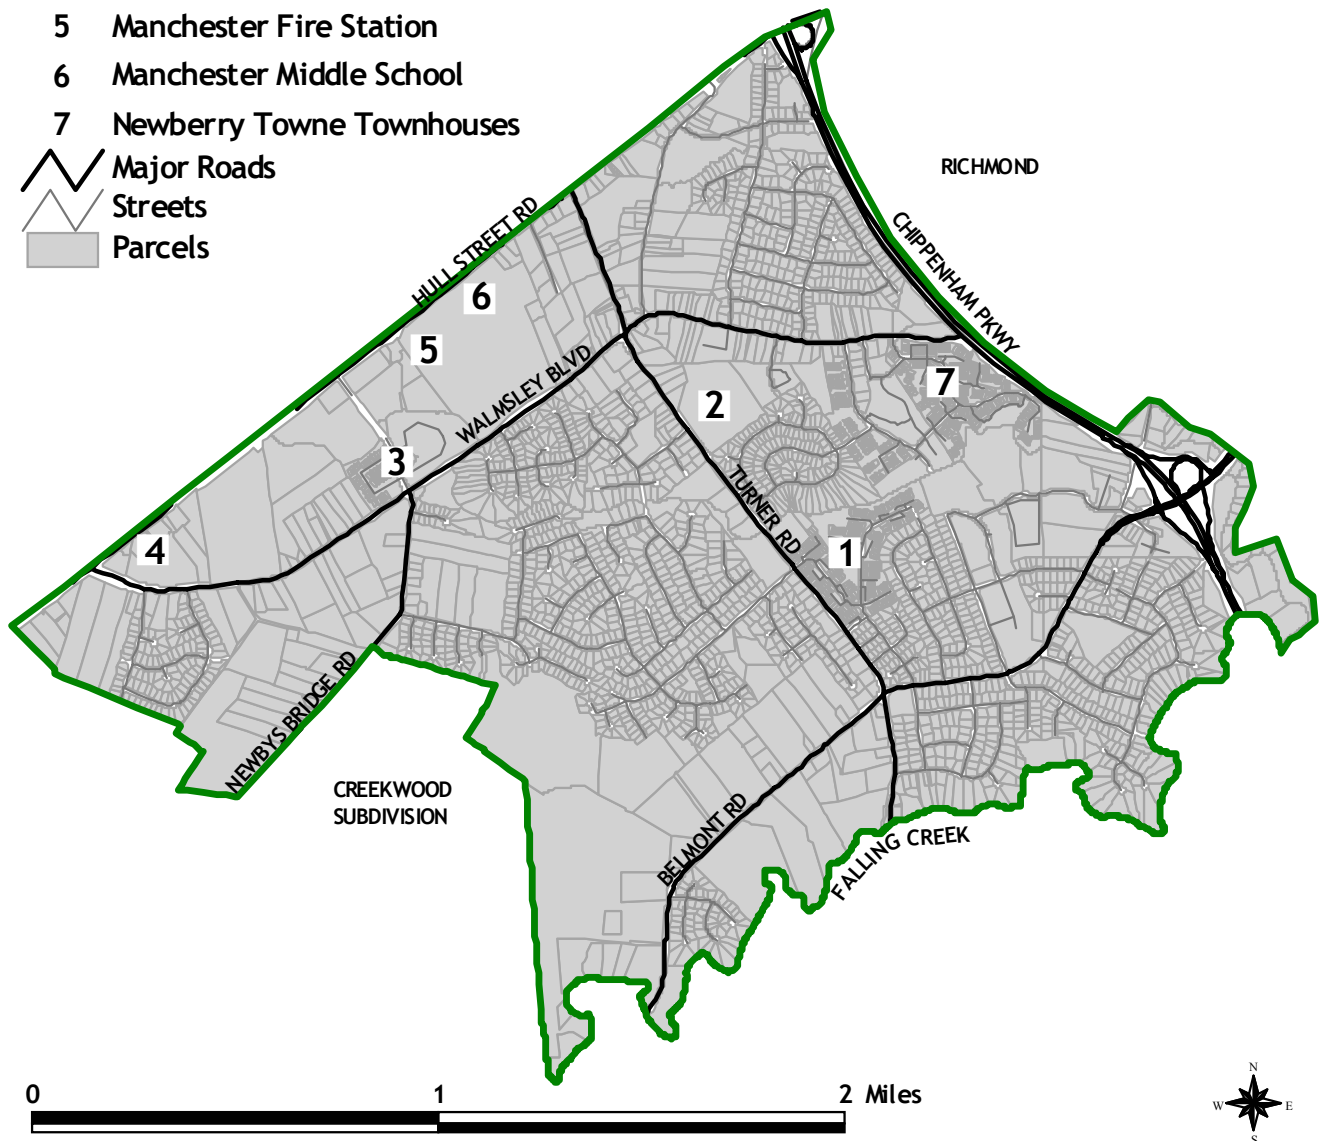 5 Manchester Fire Station
6 Manchester Middle School
7 Newberry Towne Townhouses
Major Roads
Streets
Parcels
RICHMOND
HULL STREET RD
CHIPPENHAM PKWY
6
5
WALMSLEY BLVD
7
2
3
TURNER RD
4
1
NEWBYS BRIDGE RD
CREEKWOOD
SUBDIVISION
BELMONT RD
FALLING CREEK
0 1 2 Miles
N
W E
S